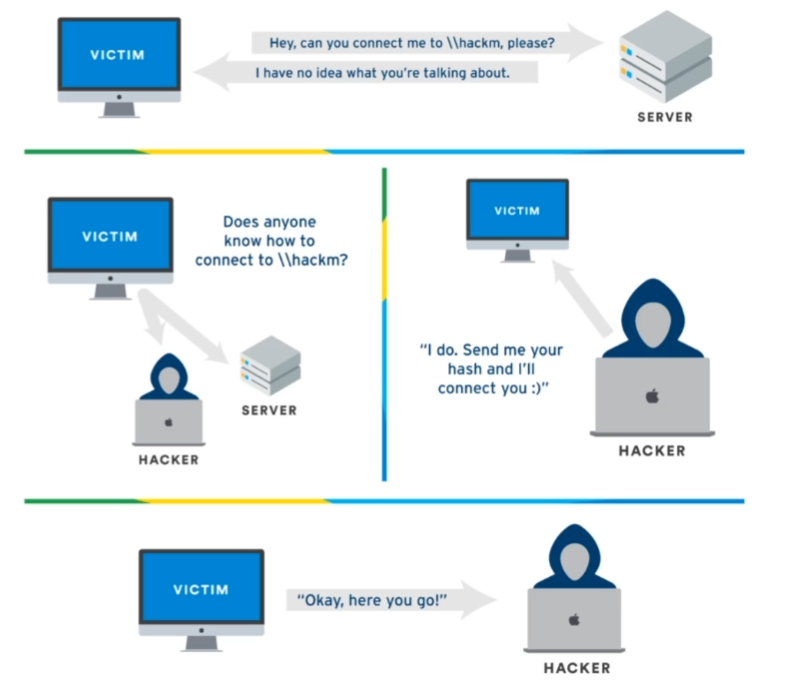 VICTIM
Hey, can you connect me to \\hackm, please?
I have no idea what you're talking about.
SERVER
VICTIM
Does anyone
know how to
connect to \\hackm?
HACKER
SERVER
VICTIM
"I do. Send me your
hash and I'll
connect you :)"
HACKER
VICTIM
"Okay, here you go!"
HACKER